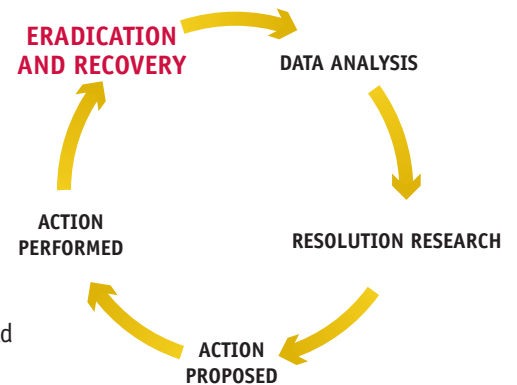 ERADICATION
AND RECOVERY
DATA ANALYSIS
RESOLUTION RESEARCH
ACTION
PROPOSED
ACTION
PERFORMED